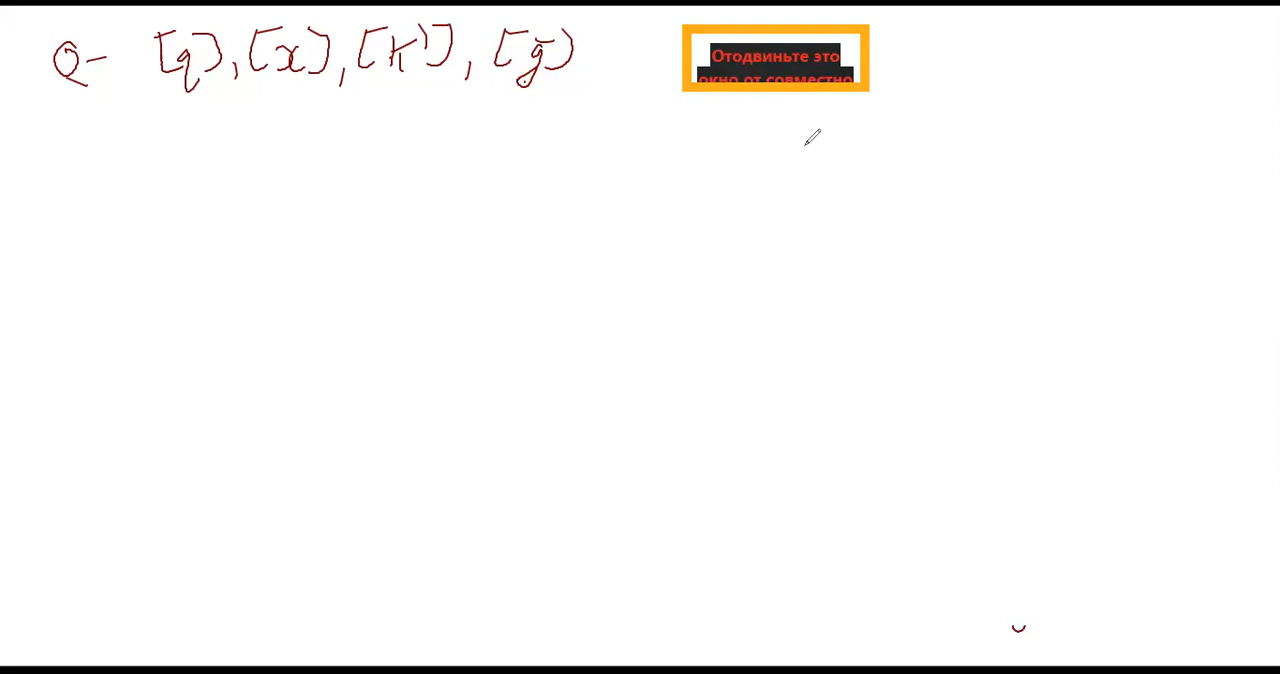 Q- [q], [x], [k'], [ḡ]
Отодвиньте это
окно от совместно